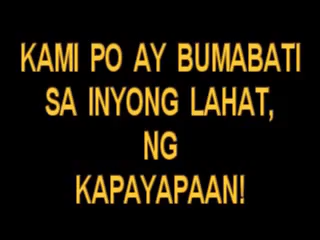 KAMI PO AY BUMABATI
SA INYONG LAHAT,
NG
KAPAYAPAAN!